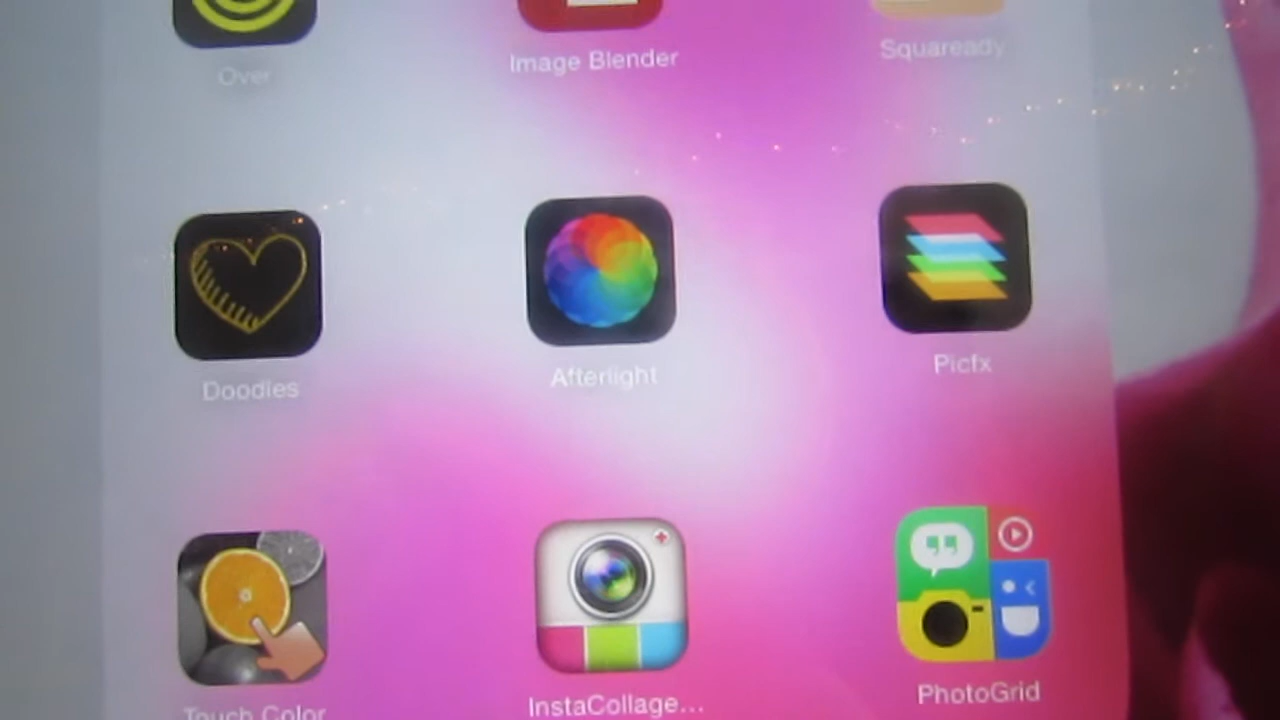 Over
Image Blender
Squaready
Doodles
Afterlight
Picfx
Touch Color
InstaCollage...
PhotoGrid